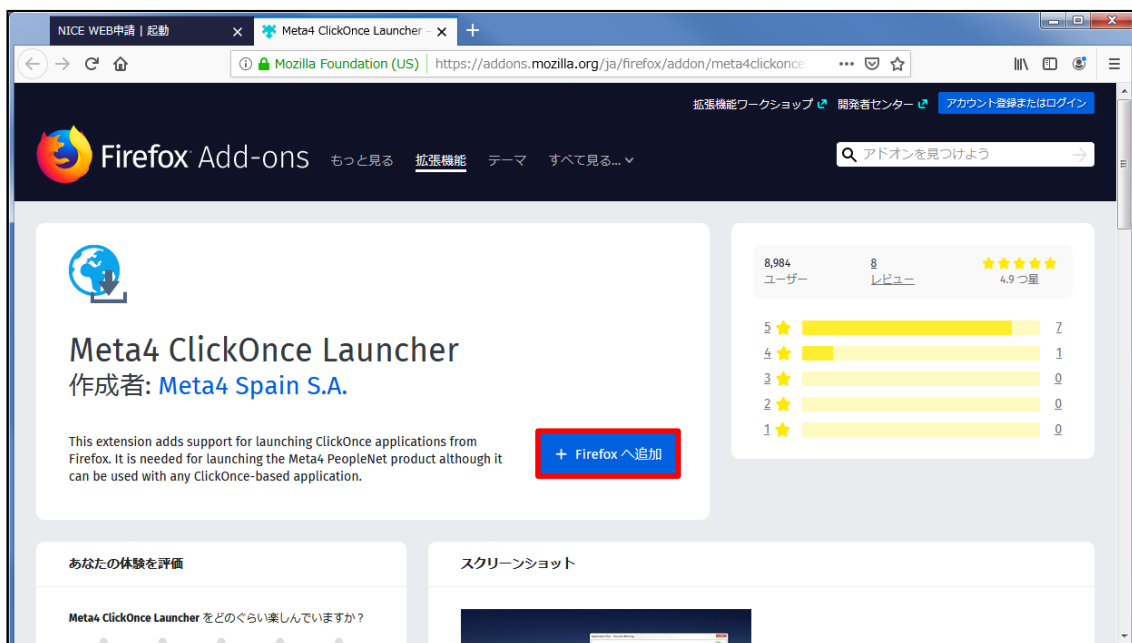 NICE WEB申請 | 起動
Meta4 ClickOnce Launcher –
Mozilla Foundation (US)
https://addons.mozilla.org/ja/firefox/addon/meta4clickonce
拡張機能ワークショップ
開発者センター
アカウント登録またはログイン
Firefox Add-ons
もっと見る
拡張機能
テーマ
すべて見る...
アドオンを見つけよう
Meta4 ClickOnce Launcher
作成者: Meta4 Spain S.A.
This extension adds support for launching ClickOnce applications from
Firefox. It is needed for launching the Meta4 PeopleNet product although it
can be used with any ClickOnce-based application.
+ Firefox へ追加
8,984
ユーザー
8
レビュー
4.9 つ星
5 7
4 1
3 0
2 0
1 0
あなたの体験を評価
Meta4 ClickOnce Launcher をどのぐらい楽しんでいますか？
スクリーンショット